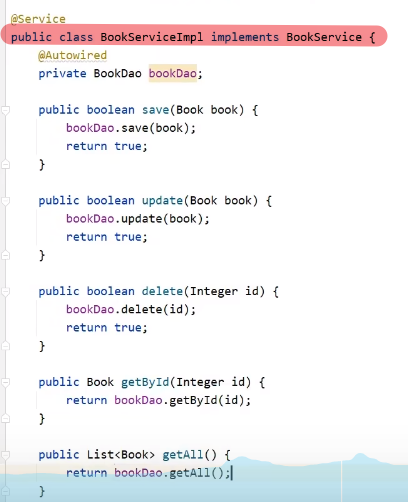 @Service
public class BookServiceImpl implements BookService {
@Autowired
private BookDao bookDao;
public boolean save(Book book) {
bookDao.save(book);
return true;
}
public boolean update(Book book) {
bookDao.update(book);
return true;
}
public boolean delete(Integer id) {
bookDao.delete(id);
return true;
}
public Book getById(Integer id) {
return bookDao.getById(id);
}
public List<Book> getAll() {
return bookDao.getAll();
}